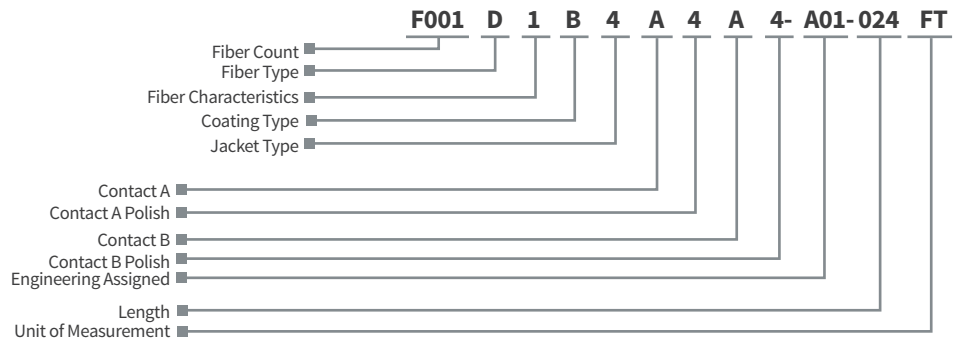 F001 D 1 B 4 A 4 A 4- A01- 024 FT
Fiber Count
Fiber Type
Fiber Characteristics
Coating Type
Jacket Type
Contact A
Contact A Polish
Contact B
Contact B Polish
Engineering Assigned
Length
Unit of Measurement